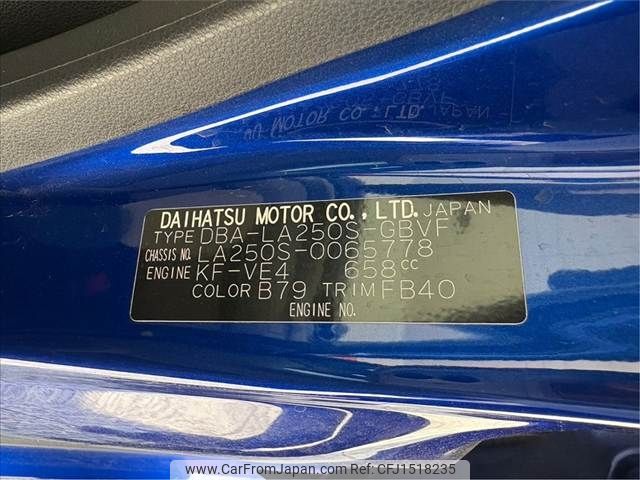 DAIHATSU MOTOR CO., LTD. JAPAN
TYPE DBA-LA250S-GBVF
CHASSIS NO. LA250S-0065778
ENGINE KF-VE4 658cc
COLOR B79 TRIM FB40
ENGINE NO.
www.CarFromJapan.com - CFJ1518235